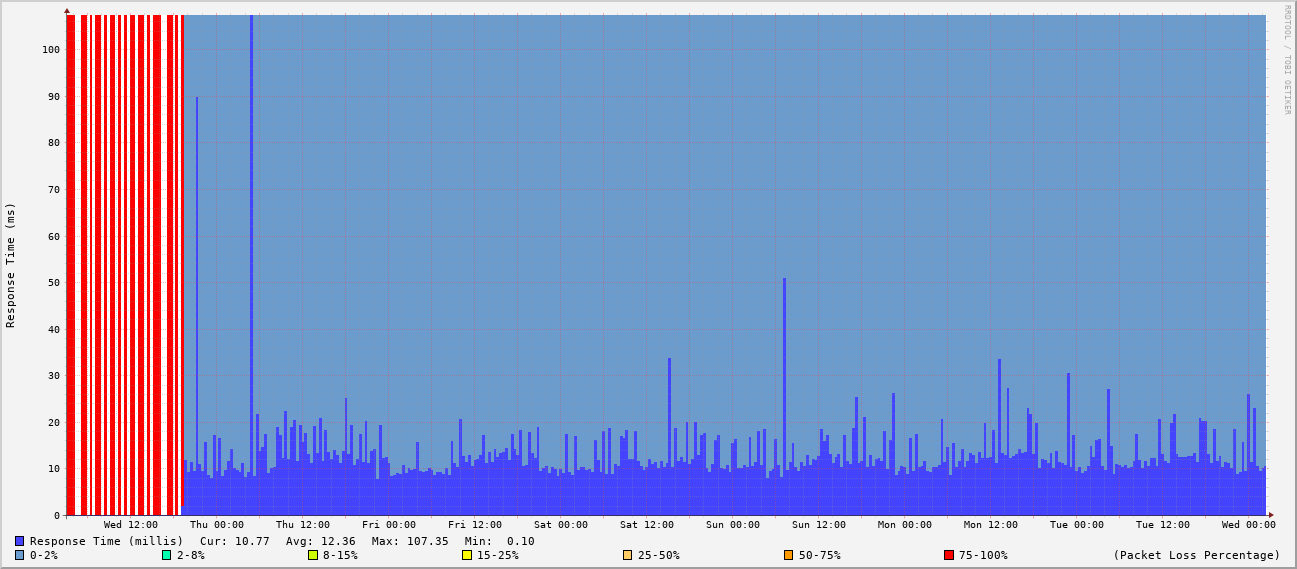 RRDTOOL / TOBI OETIKER
Response Time (ms)
100
90
80
70
60
50
40
30
20
10
0
Wed 12:00 Thu 00:00 Thu 12:00 Fri 00:00 Fri 12:00 Sat 00:00 Sat 12:00 Sun 00:00 Sun 12:00 Mon 00:00 Mon 12:00 Tue 00:00 Tue 12:00 Wed 00:00
Response Time (millis) Cur: 10.77 Avg: 12.36 Max: 107.35 Min: 0.10
0-2% 2-8% 8-15% 15-25% 25-50% 50-75% 75-100% (Packet Loss Percentage)